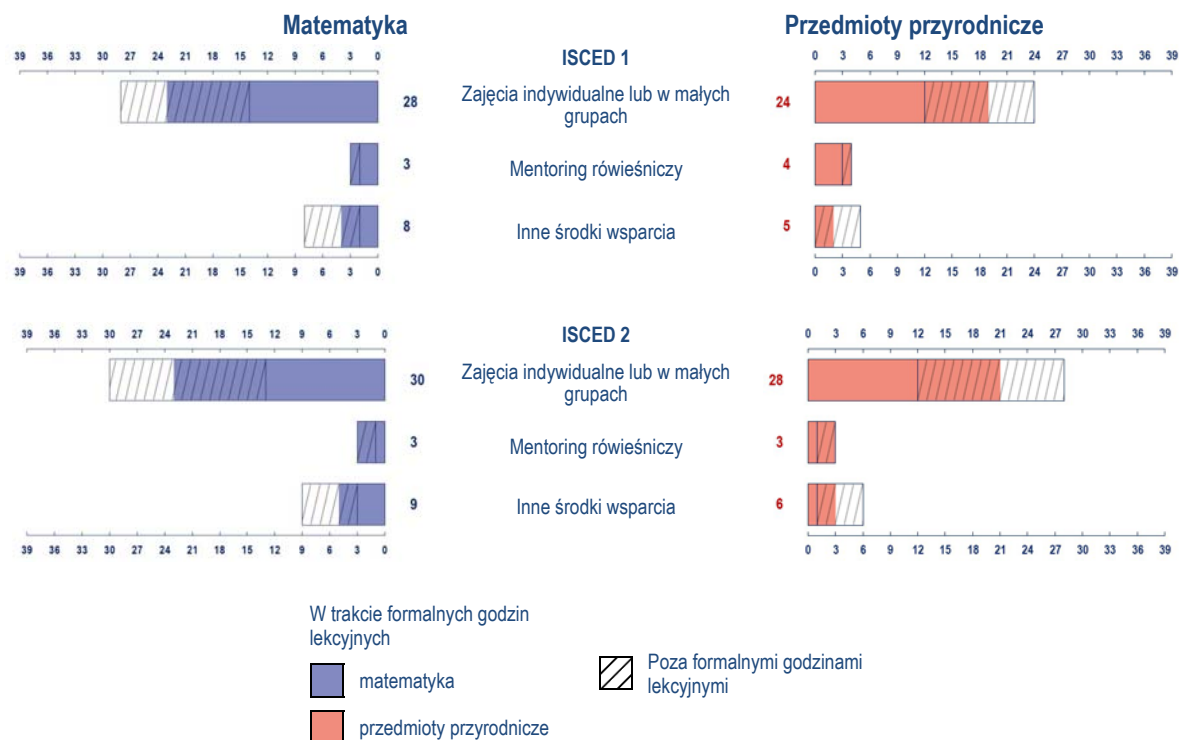 Matematyka
Przedmioty przyrodnicze
39 36 33 30 27 24 21 18 15 12 9 6 3 0
ISCED 1
0 3 6 9 12 15 18 21 24 27 30 33 36 39
28
Zajęcia indywidualne lub w małych
grupach
24
3
Mentoring rówieśniczy
4
8
Inne środki wsparcia
5
39 36 33 30 27 24 21 18 15 12 9 6 3 0
0 3 6 9 12 15 18 21 24 27 30 33 36 39
39 36 33 30 27 24 21 18 15 12 9 6 3 0
ISCED 2
0 3 6 9 12 15 18 21 24 27 30 33 36 39
30
Zajęcia indywidualne lub w małych
grupach
28
3
Mentoring rówieśniczy
3
9
Inne środki wsparcia
6
39 36 33 30 27 24 21 18 15 12 9 6 3 0
0 3 6 9 12 15 18 21 24 27 30 33 36 39
W trakcie formalnych godzin
lekcyjnych
matematyka
przedmioty przyrodnicze
Poza formalnymi godzinami
lekcyjnymi